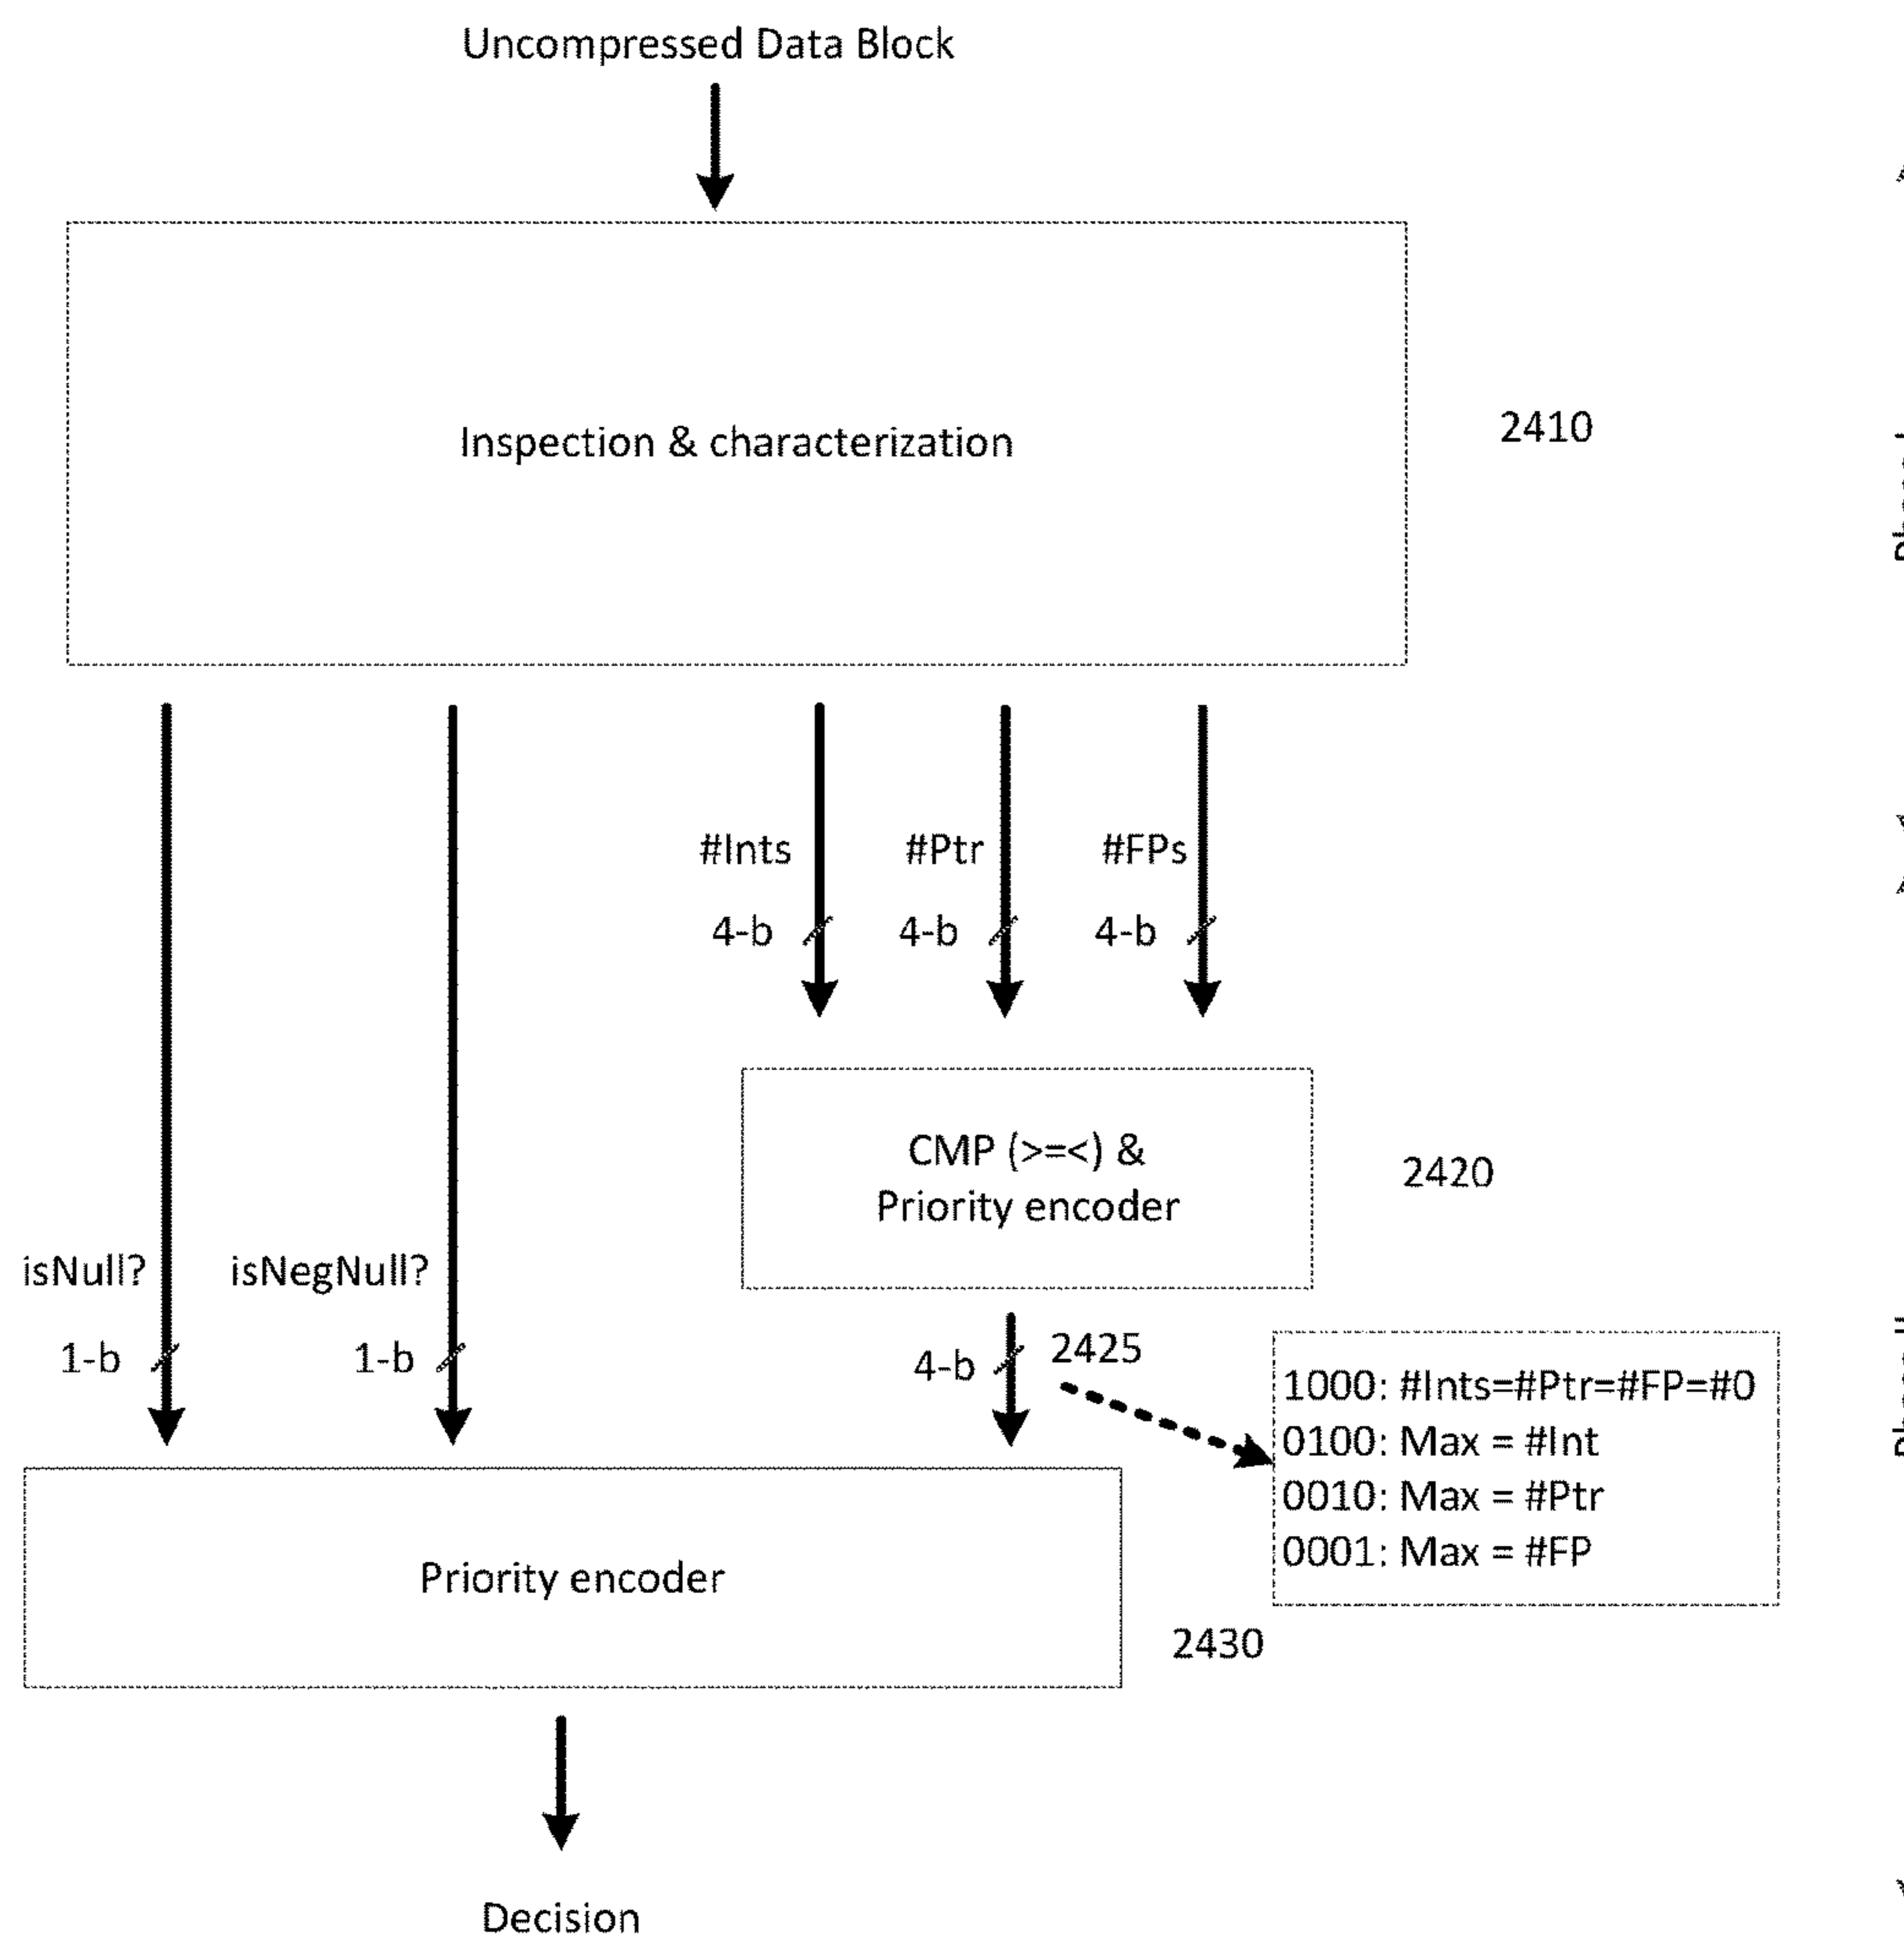 Uncompressed Data Block
Inspection & characterization
2410
#Ints
#Ptr
#FPs
4-b
4-b
4-b
CMP (>=<) &
Priority encoder
2420
isNull?
isNegNull?
1-b
1-b
4-b
2425
1000: #Ints=#Ptr=#FP=#0
0100: Max = #Int
0010: Max = #Ptr
0001: Max = #FP
Priority encoder
2430
Decision